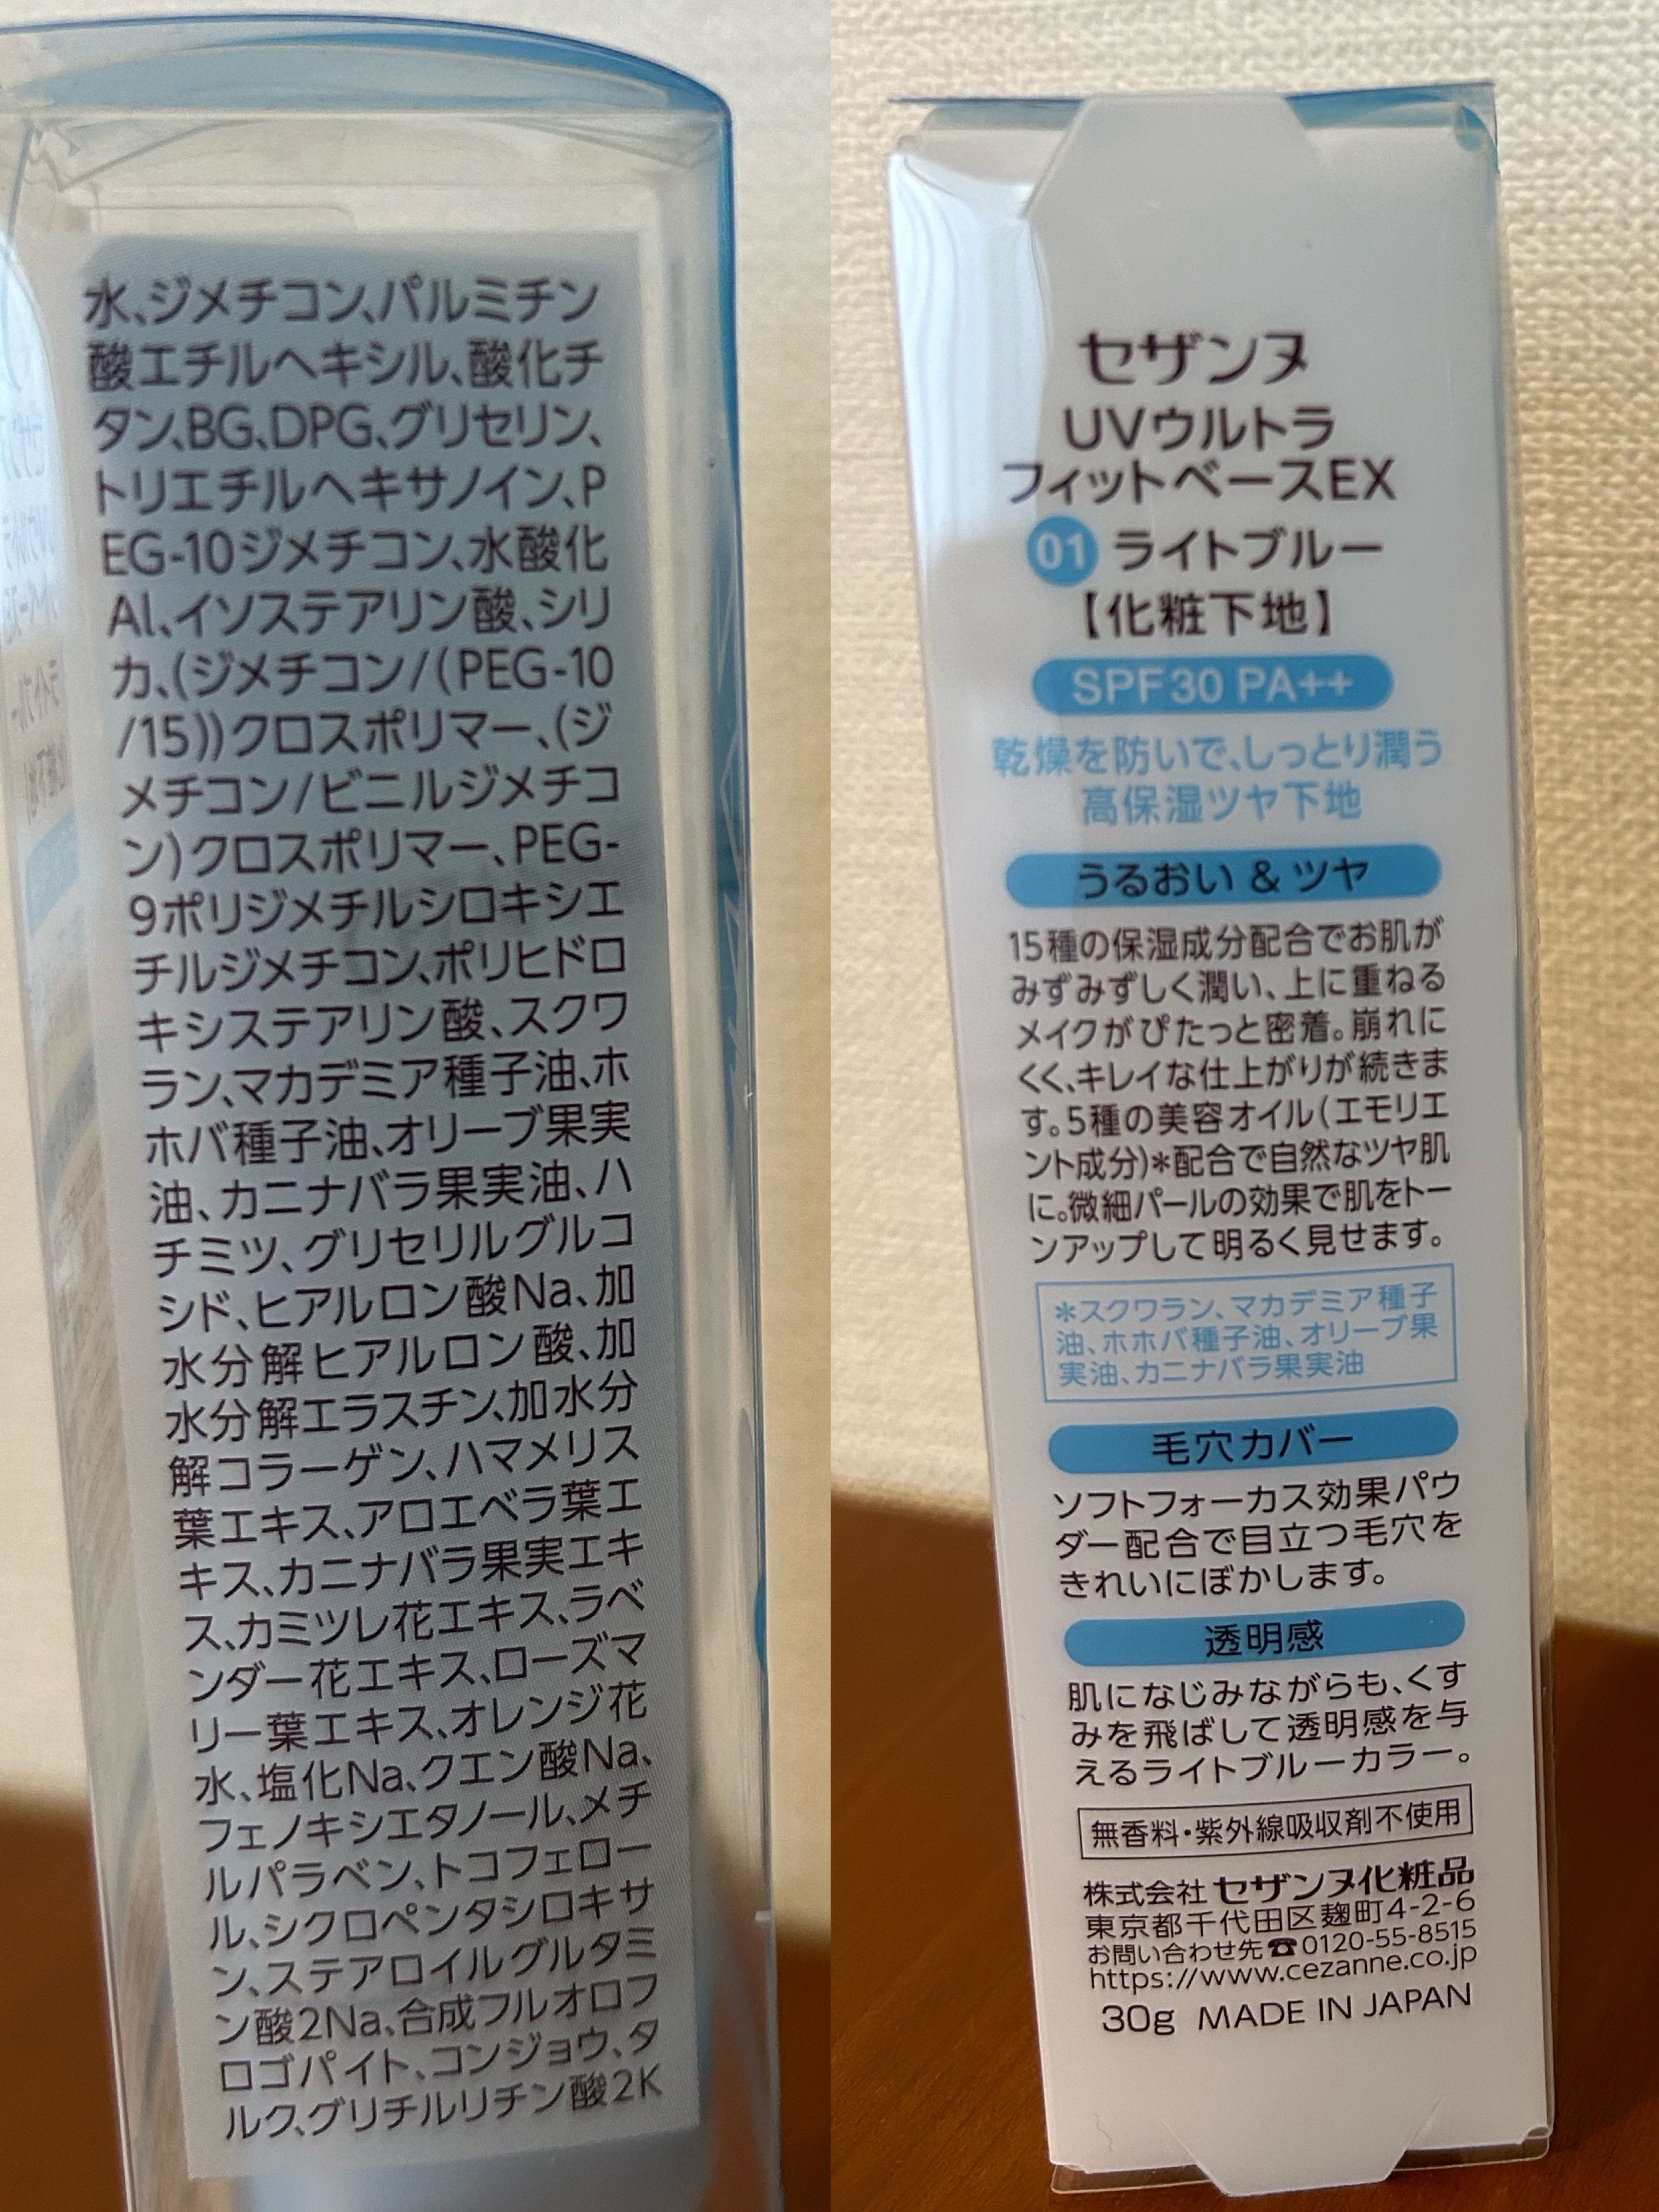 水、ジメチコン、パルミチン
酸エチルヘキシル、酸化チ
タン、BG、DPG、グリセリン、
トリエチルヘキサノイン、P
EG-10ジメチコン、水酸化
Al、イソステアリン酸、シリ
カ、(ジメチコン/(PEG-10
/15))クロスポリマー、(ジ
メチコン/ビニルジメチコ
ン)クロスポリマー、PEG-
9ポリジメチルシロキシエ
チルジメチコン、ポリヒドロ
キシステアリン酸、スクワ
ラン、マカデミア種子油、ホ
ホバ種子油、オリーブ果実
油、カニナバラ果実油、ハ
チミツ、グリセリルグルコ
シド、ヒアルロン酸Na、加
水分解ヒアルロン酸、加
水分解エラスチン、加水分
解コラーゲン、ハマメリス
葉エキス、アロエベラ葉エ
キス、カニナバラ果実エキ
ス、カミツレ花エキス、ラベ
ンダー花エキス、ローズマ
リー葉エキス、オレンジ花
水、塩化Na、クエン酸Na、
フェノキシエタノール、メチ
ルパラベン、トコフェロー
ル、シクロペンタシロキサ
ン、ステアロイルグルタミ
ン酸2Na、合成フルオロフ
ロゴパイト、コンジョウ、タ
ルク、グリチルリチン酸2K
セザンヌ
UVウルトラ
フィットベースEX
01 ライトブルー
【化粧下地】
SPF30 PA++
乾燥を防いで、しっとり潤う
高保湿ツヤ下地
うるおい & ツヤ
15種の保湿成分配合でお肌が
みずみずしく潤い、上に重ねる
メイクがぴたっと密着。崩れに
くく、キレイな仕上がりが続きま
す。5種の美容オイル(エモリエ
ント成分)*配合で自然なツヤ肌
に。微細パールの効果で肌をトー
ンアップして明るく見せます。
*スクワラン、マカデミア種子
油、ホホバ種子油、オリーブ果
実油、カニナバラ果実油
毛穴カバー
ソフトフォーカス効果パウ
ダー配合で目立つ毛穴を
きれいにぼかします。
透明感
肌になじみながらも、くす
みを飛ばして透明感を与
えるライトブルーカラー。
無香料・紫外線吸収剤不使用
株式会社 セザンヌ化粧品
東京都千代田区麹町4-2-6
お問い合わせ先☎0120-55-8515
https://www.cezanne.co.jp
30g MADE IN JAPAN